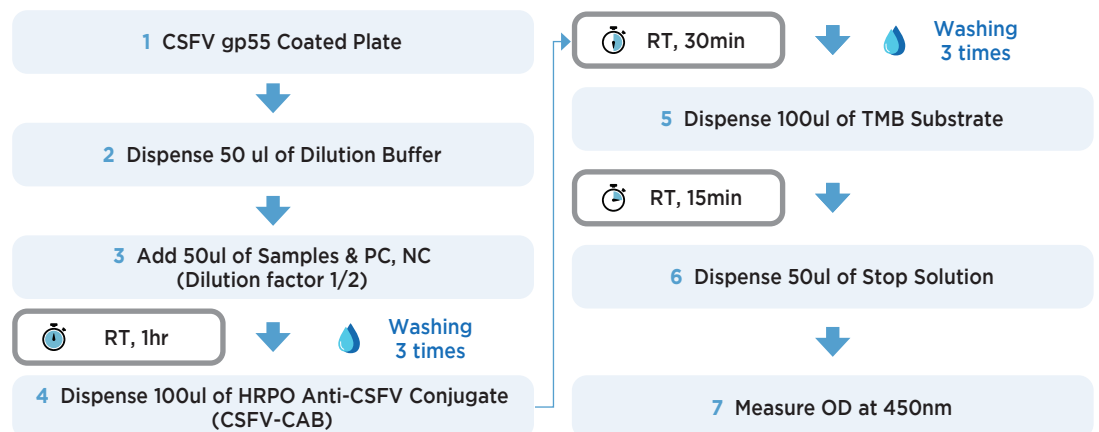 1 CSFV gp55 Coated Plate
2 Dispense 50 ul of Dilution Buffer
3 Add 50ul of Samples & PC, NC
(Dilution factor 1/2)
RT, 1hr
Washing
3 times
4 Dispense 100ul of HRPO Anti-CSFV Conjugate
(CSFV-CAB)
RT, 30min
Washing
3 times
5 Dispense 100ul of TMB Substrate
RT, 15min
6 Dispense 50ul of Stop Solution
7 Measure OD at 450nm